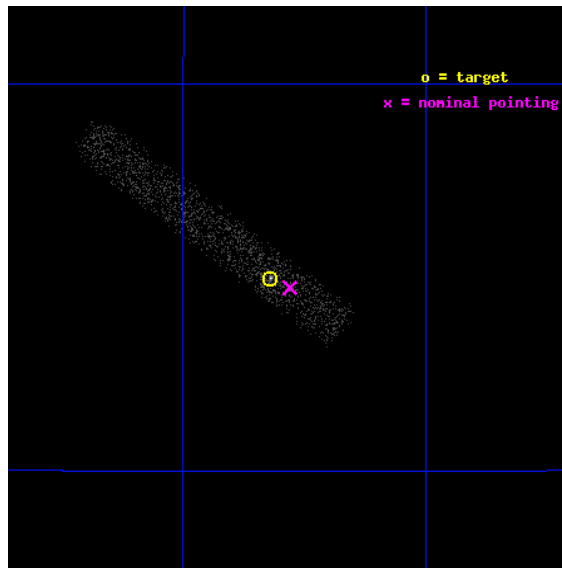 o = target
x = nominal pointing